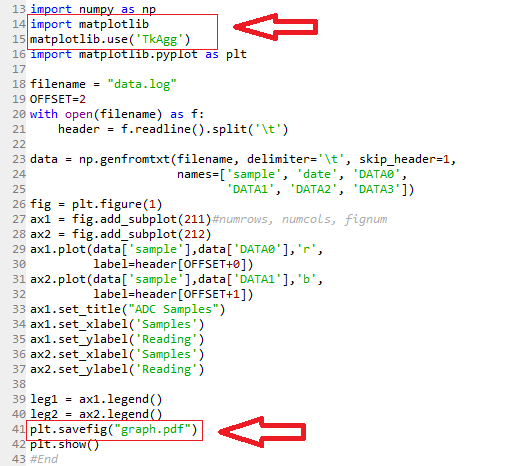 13 import numpy as np
14 import matplotlib
15 matplotlib.use('TkAgg')
16 import matplotlib.pyplot as plt
17
18 filename = "data.log"
19 OFFSET=2
20 with open(filename) as f:
21     header = f.readline().split('\t')
22
23 data = np.genfromtxt(filename, delimiter='\t', skip_header=1,
24                      names=['sample', 'date', 'DATA0',
25                             'DATA1', 'DATA2', 'DATA3'])
26 fig = plt.figure(1)
27 ax1 = fig.add_subplot(211)#numrows, numcols, fignum
28 ax2 = fig.add_subplot(212)
29 ax1.plot(data['sample'],data['DATA0'],'r',
30          label=header[OFFSET+0])
31 ax2.plot(data['sample'],data['DATA1'],'b',
32          label=header[OFFSET+1])
33 ax1.set_title("ADC Samples")
34 ax1.set_xlabel('Samples')
35 ax1.set_ylabel('Reading')
36 ax2.set_xlabel('Samples')
37 ax2.set_ylabel('Reading')
38
39 leg1 = ax1.legend()
40 leg2 = ax2.legend()
41 plt.savefig("graph.pdf")
42 plt.show()
43 #End